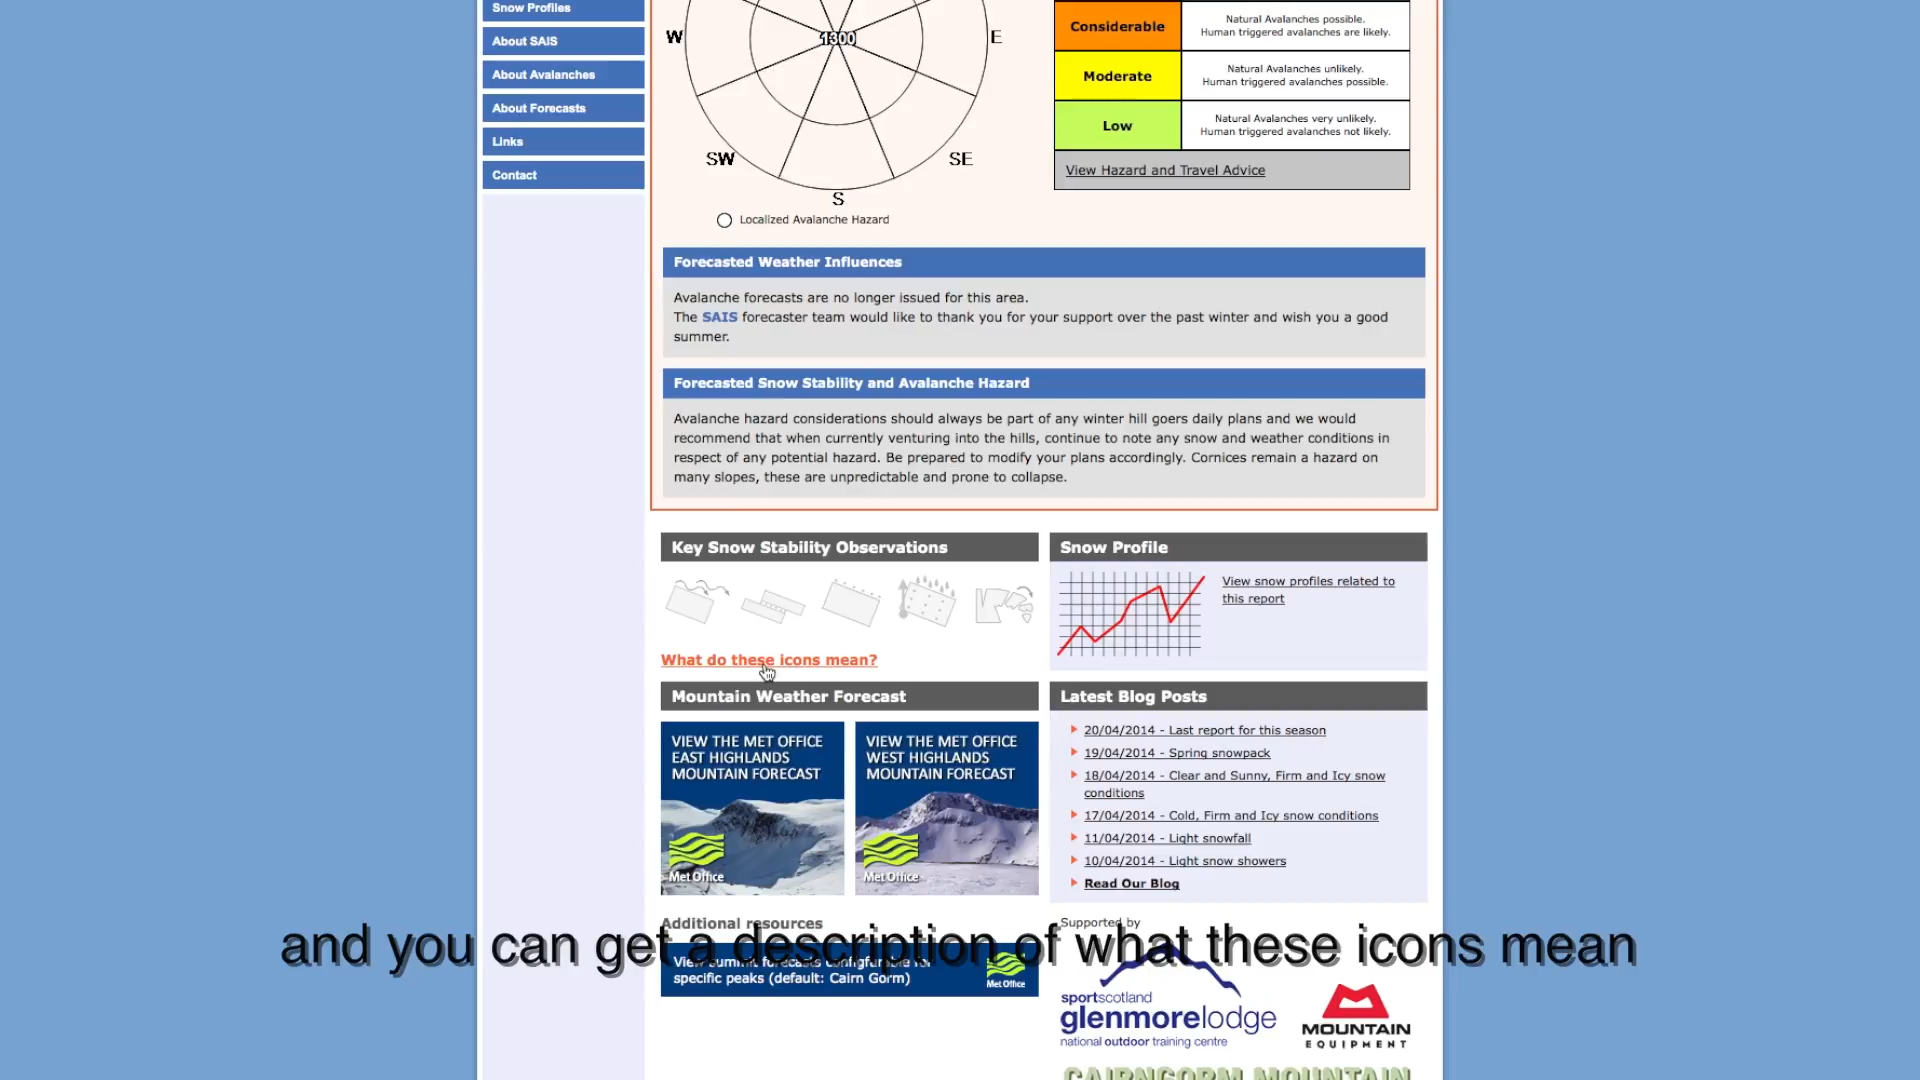 Snow Profiles
About SAIS
About Avalanches
About Forecasts
Links
Contact
W
1300
E
SW
SE
S
Localized Avalanche Hazard
Considerable
Natural Avalanches possible.
Human triggered avalanches are likely.
Moderate
Natural Avalanches unlikely.
Human triggered avalanches possible.
Low
Natural Avalanches very unlikely.
Human triggered avalanches not likely.
View Hazard and Travel Advice
Forecasted Weather Influences
Avalanche forecasts are no longer issued for this area.
The SAIS forecaster team would like to thank you for your support over the past winter and wish you a good
summer.
Forecasted Snow Stability and Avalanche Hazard
Avalanche hazard considerations should always be part of any winter hill goers daily plans and we would
recommend that when currently venturing into the hills, continue to note any snow and weather conditions in
respect of any potential hazard. Be prepared to modify your plans accordingly. Cornices remain a hazard on
many slopes, these are unpredictable and prone to collapse.
Key Snow Stability Observations
What do these icons mean?
Snow Profile
View snow profiles related to
this report
Mountain Weather Forecast
VIEW THE MET OFFICE
EAST HIGHLANDS
MOUNTAIN FORECAST
Met Office
VIEW THE MET OFFICE
WEST HIGHLANDS
MOUNTAIN FORECAST
Met Office
Latest Blog Posts
20/04/2014 - Last report for this season
19/04/2014 - Spring snowpack
18/04/2014 - Clear and Sunny, Firm and Icy snow
conditions
17/04/2014 - Cold, Firm and Icy snow conditions
11/04/2014 - Light snowfall
10/04/2014 - Light snow showers
Read Our Blog
Additional resources
View summit forecasts configurable for
specific peaks (default: Cairn Gorm)
Met Office
Supported by
sportscotland
glenmorelodge
national outdoor training centre
MOUNTAIN
EQUIPMENT
CAIRNGORM MOUNTAIN
and you can get a description of what these icons mean